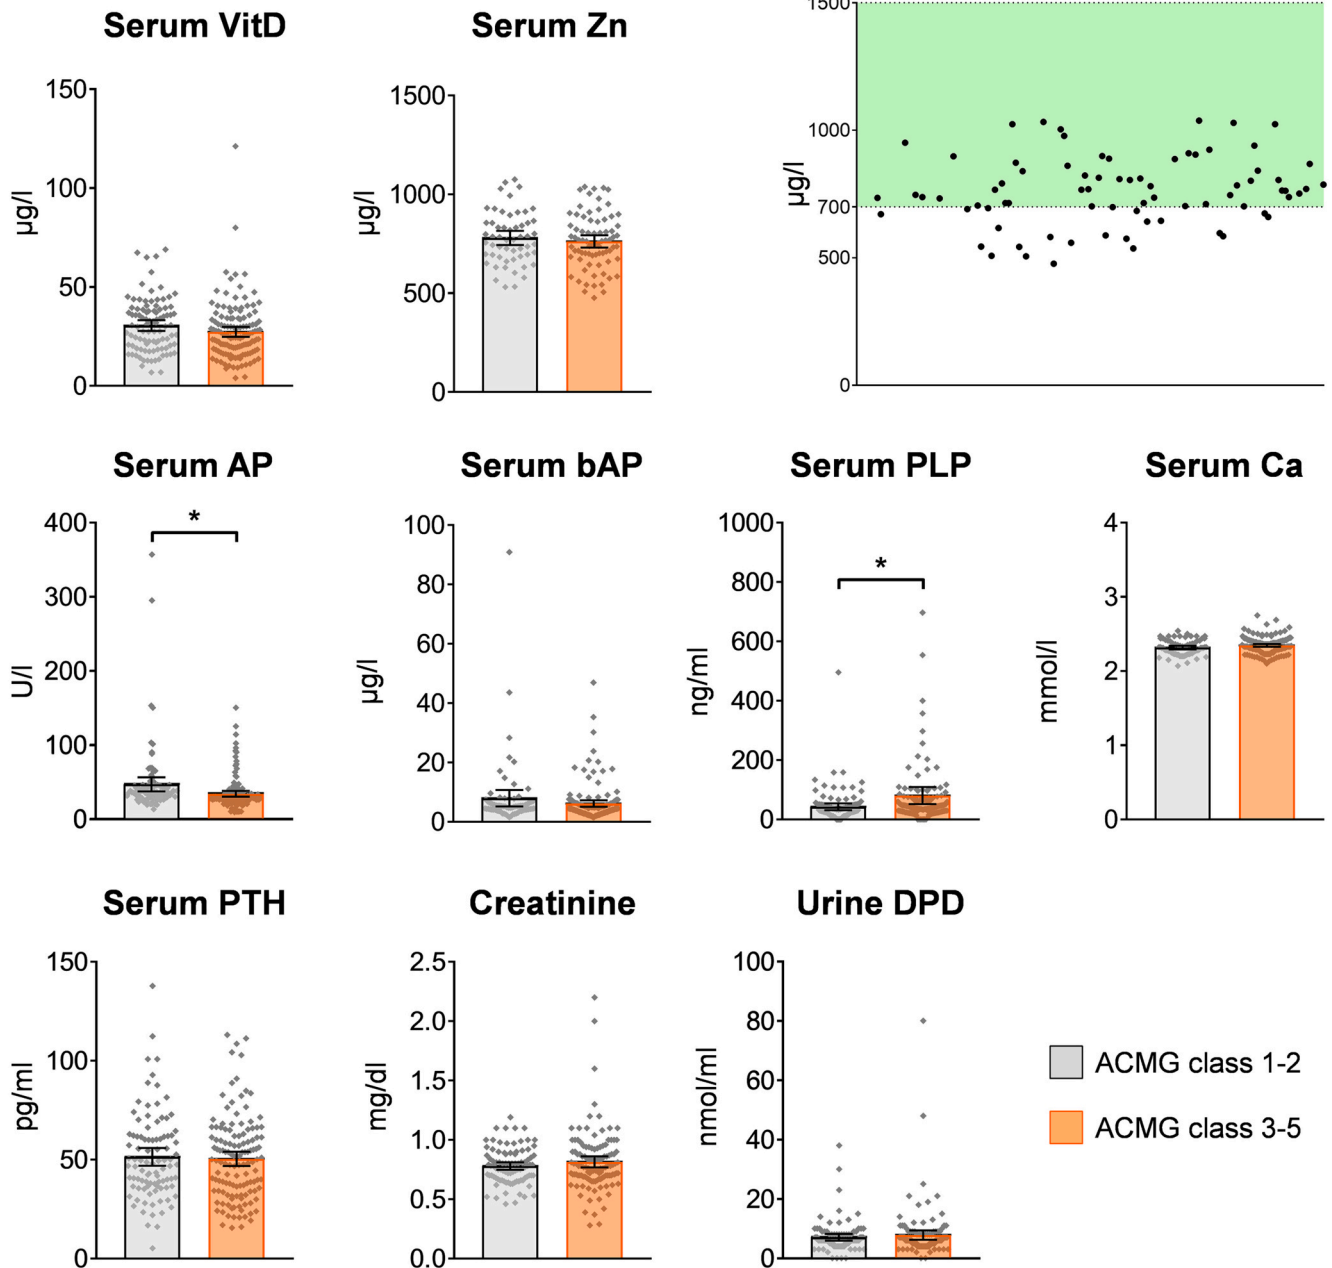 Serum VitD
µg/l
150
100
50
0
Serum Zn
µg/l
1500
1000
500
0
µg/l
1500
1000
700
500
0
Serum AP
U/l
400
300
200
100
0
*
Serum bAP
µg/l
100
80
60
40
20
0
Serum PLP
ng/ml
1000
800
600
400
200
0
*
Serum Ca
mmol/l
4
3
2
1
0
Serum PTH
pg/ml
150
100
50
0
Creatinine
mg/dl
2.5
2.0
1.5
1.0
0.5
0.0
Urine DPD
nmol/ml
100
80
60
40
20
0
ACMG class 1-2
ACMG class 3-5